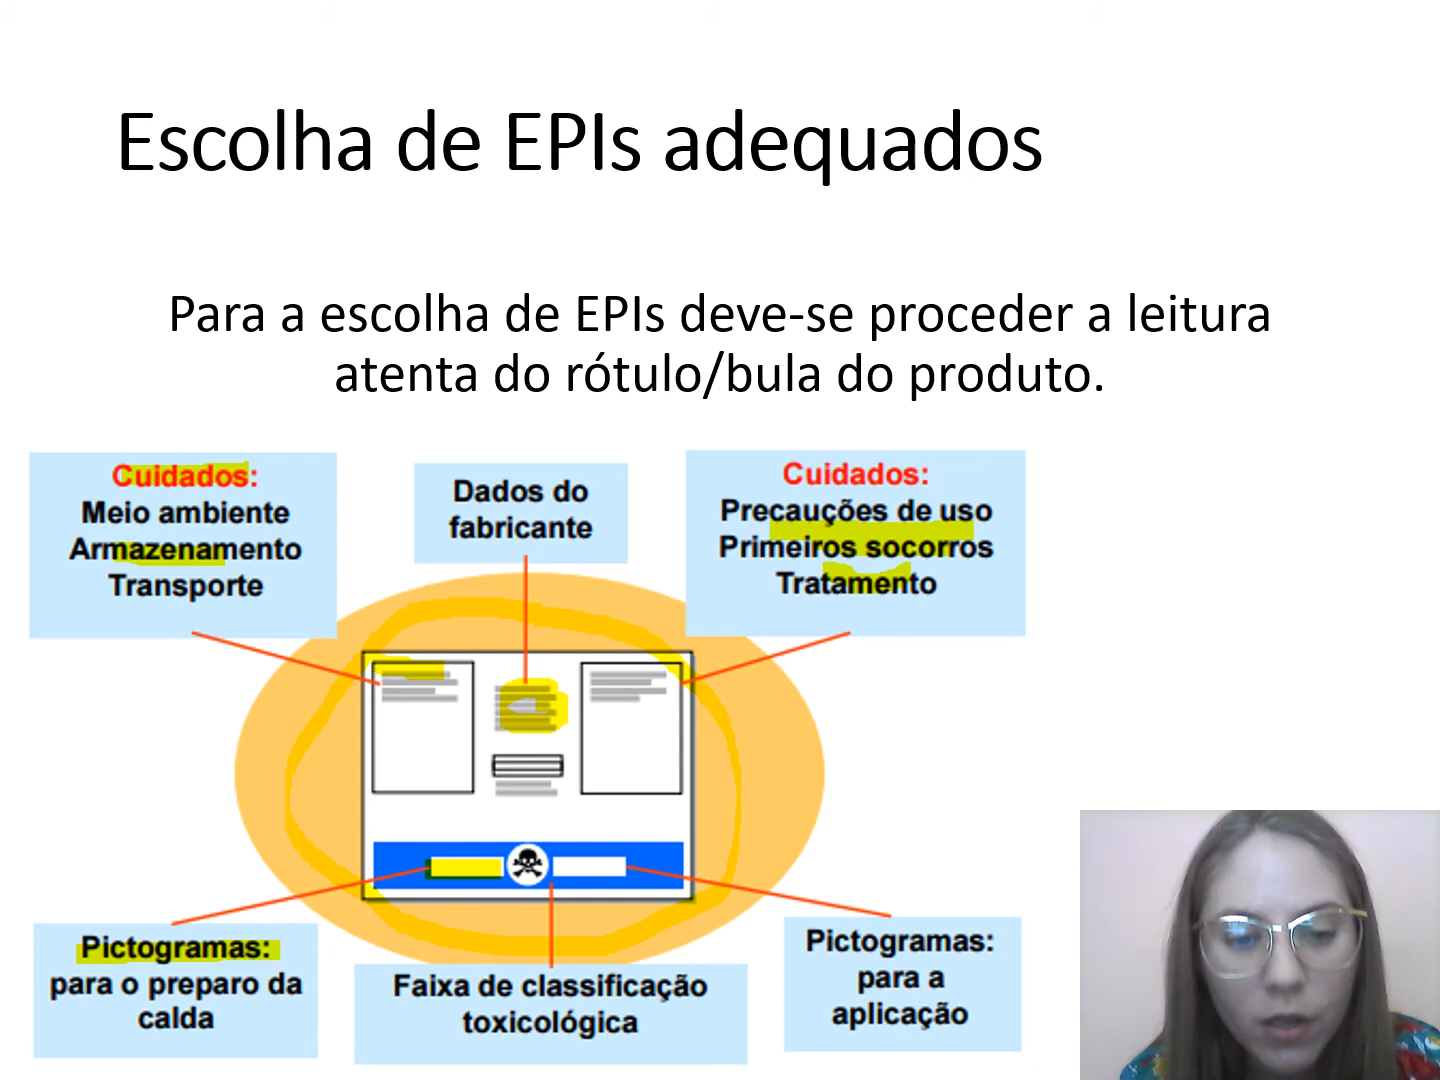 Escolha de EPIs adequados
Para a escolha de EPIs deve-se proceder a leitura
atenta do rótulo/bula do produto.
Cuidados:
Meio ambiente
Armazenamento
Transporte
Dados do
fabricante
Cuidados:
Precauções de uso
Primeiros socorros
Tratamento
Pictogramas:
para o preparo da
calda
Faixa de classificação
toxicológica
Pictogramas:
para a
aplicação